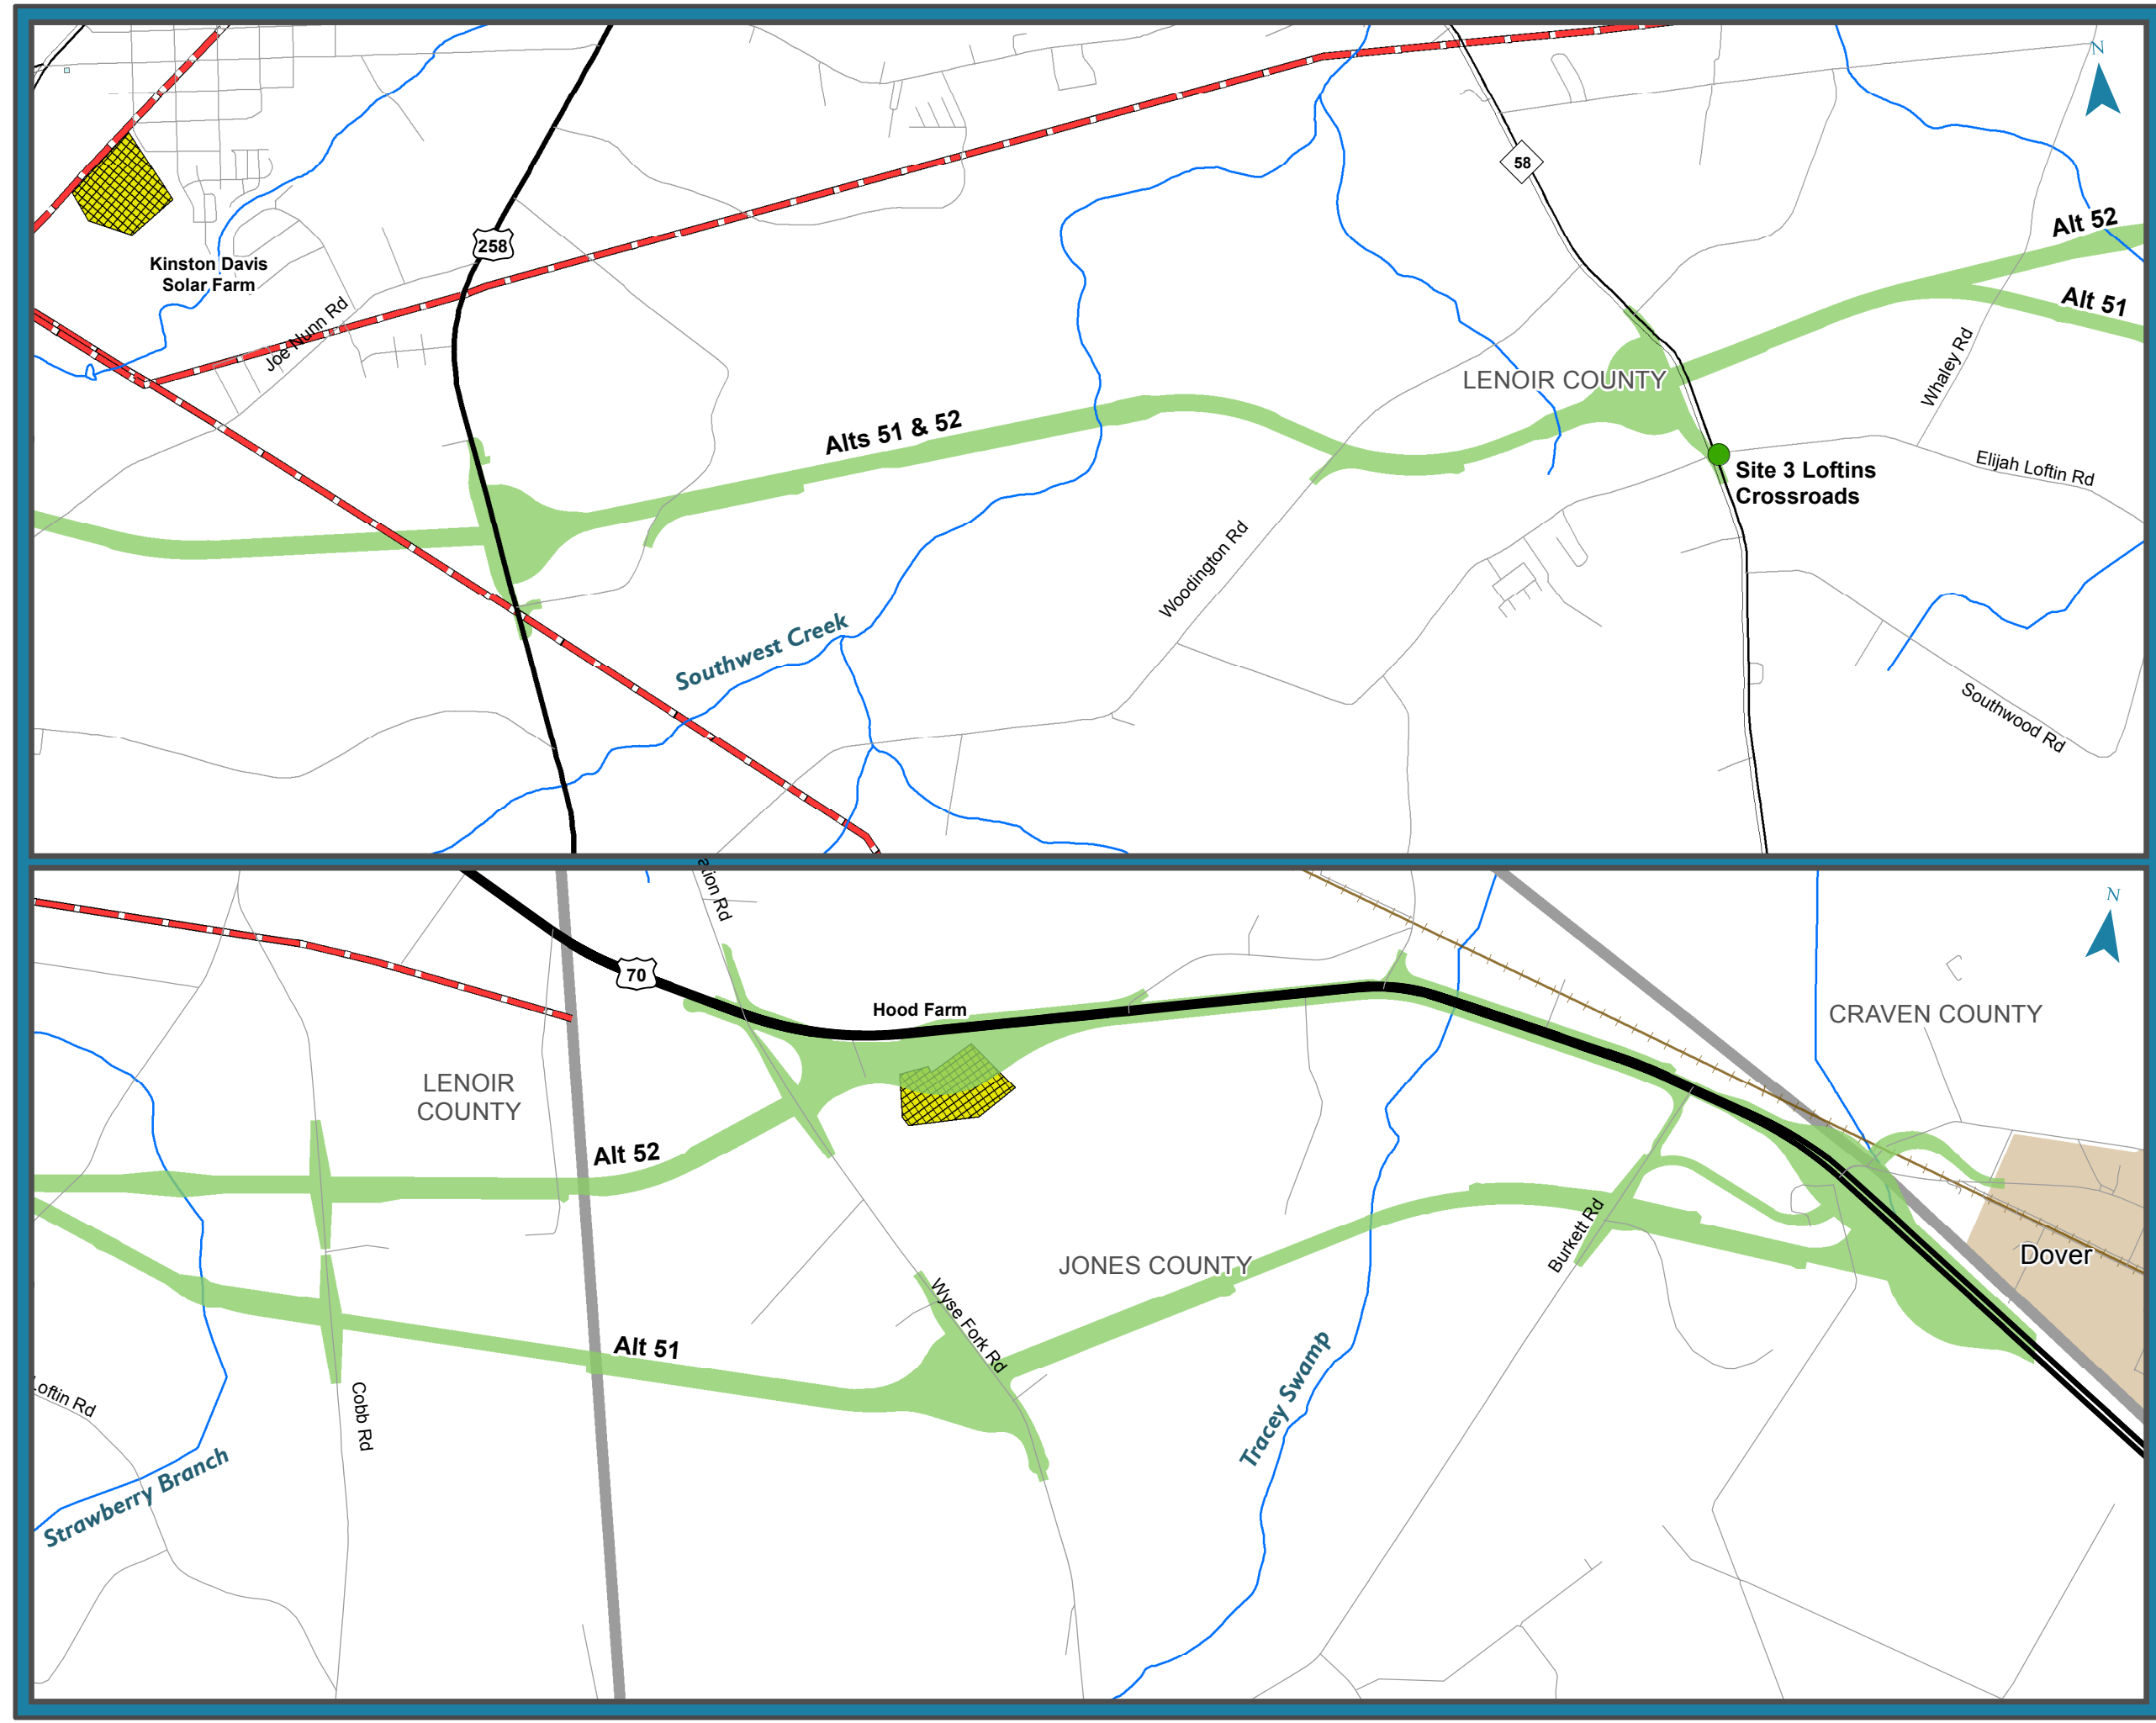 N
58
Alt 52
258
Kinston Davis
Solar Farm
Alt 51
Joe Nunn Rd
Whaley Rd
LENOIR COUNTY
Alts 51 & 52
Site 3 Loftins
Crossroads
Elijah Loftin Rd
Woodington Rd
Southwest Creek
Southwood Rd
N
70
Hood Farm
CRAVEN COUNTY
LENOIR
COUNTY
Alt 52
Burkett Rd
Dover
JONES COUNTY
Wyse Fork Rd
Alt 51
Tracey Swamp
Loftin Rd
Cobb Rd
Strawberry Branch